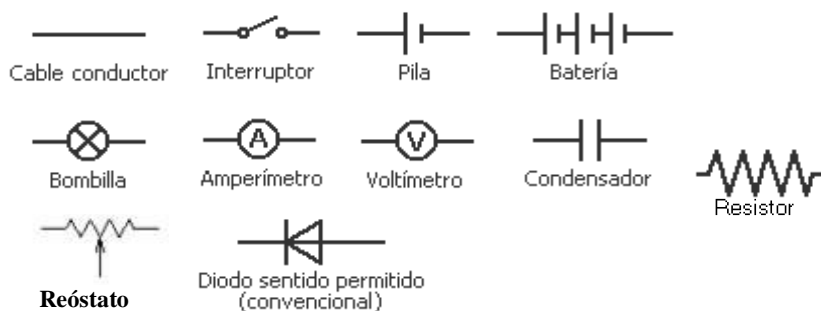 Cable conductor
Interruptor
Pila
Batería
A
V
Bombilla
Amperímetro
Voltímetro
Condensador
Resistor
Reóstato
Diodo sentido permitido
(convencional)